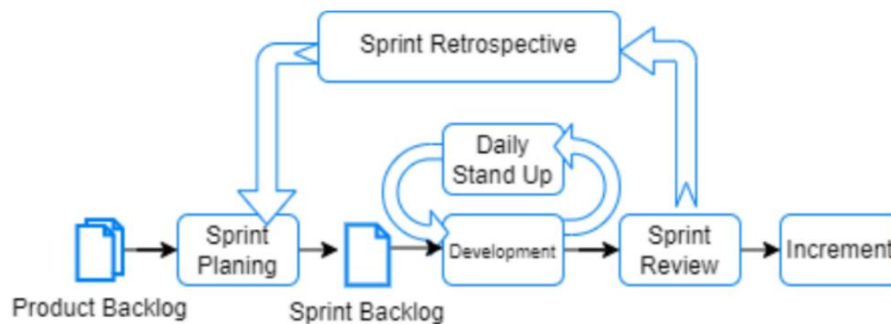 Sprint Retrospective
Daily
Stand Up
Sprint
Planing
Development
Sprint
Review
Increment
Product Backlog
Sprint Backlog